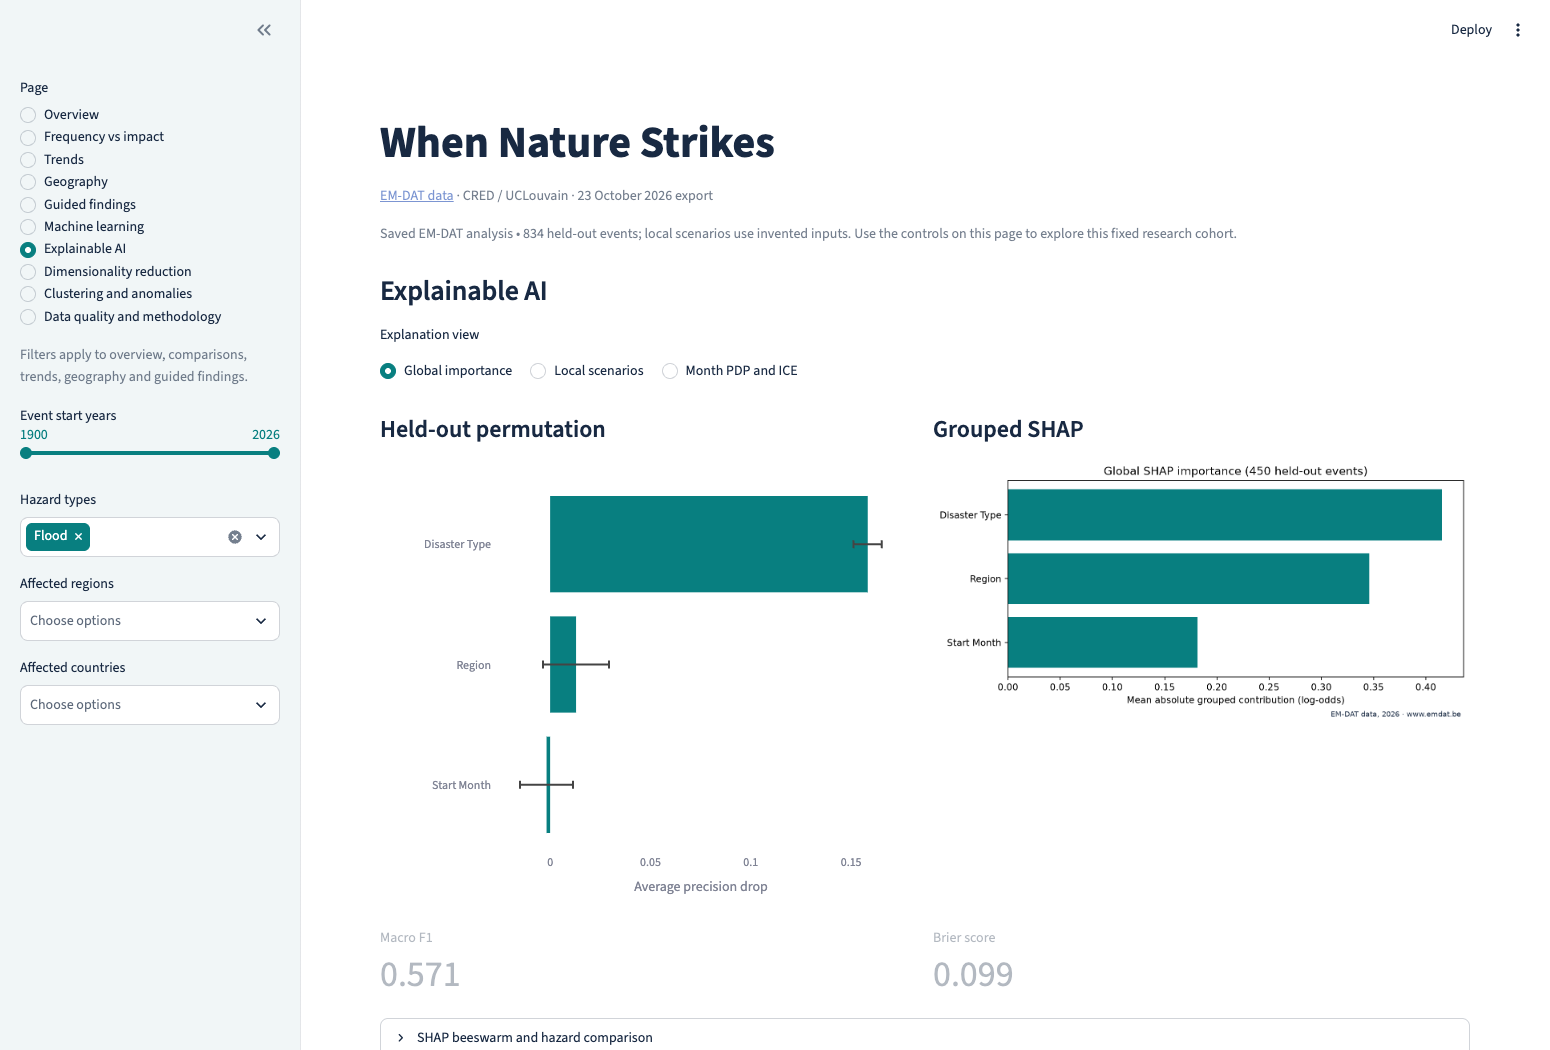 Deploy
Page
Overview
Frequency vs impact
Trends
Geography
Guided findings
Machine learning
Explainable AI
Dimensionality reduction
Clustering and anomalies
Data quality and methodology
Filters apply to overview, comparisons,
trends, geography and guided findings.
Event start years
1900 2026
Hazard types
Flood ×
Affected regions
Choose options
Affected countries
Choose options
When Nature Strikes
EM-DAT data · CRED / UCLouvain · 23 October 2026 export
Saved EM-DAT analysis • 834 held-out events; local scenarios use invented inputs. Use the controls on this page to explore this fixed research cohort.
Explainable AI
Explanation view
Global importance Local scenarios Month PDP and ICE
Held-out permutation
Disaster Type
Region
Start Month
0 0.05 0.1 0.15
Average precision drop
Grouped SHAP
Global SHAP importance (450 held-out events)
Disaster Type
Region
Start Month
0.00 0.05 0.10 0.15 0.20 0.25 0.30 0.35 0.40
Mean absolute grouped contribution (log-odds)
EM-DAT data, 2026 · www.emdat.be
Macro F1
0.571
Brier score
0.099
SHAP beeswarm and hazard comparison